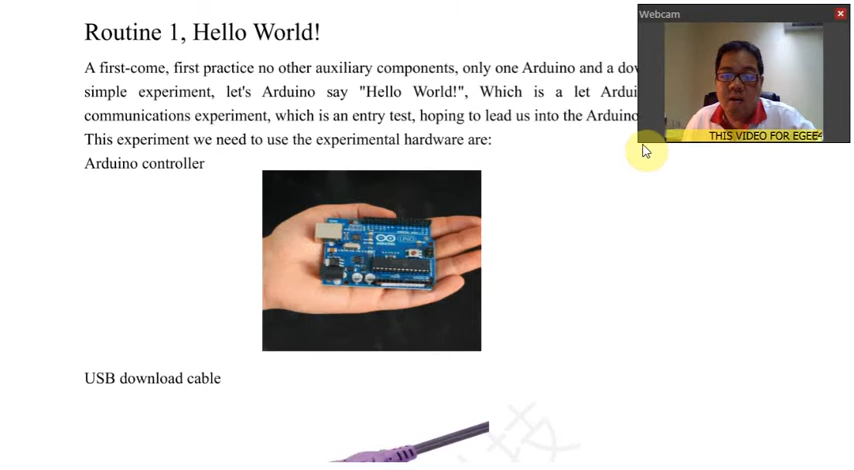 Routine 1, Hello World!
A first-come, first practice no other auxiliary components, only one Arduino and a dow
simple experiment, let's Arduino say "Hello World!", Which is a let Ardui
communications experiment, which is an entry test, hoping to lead us into the Arduino
This experiment we need to use the experimental hardware are:
Arduino controller
USB download cable
Webcam
THIS VIDEO FOR EGEE4
UNO